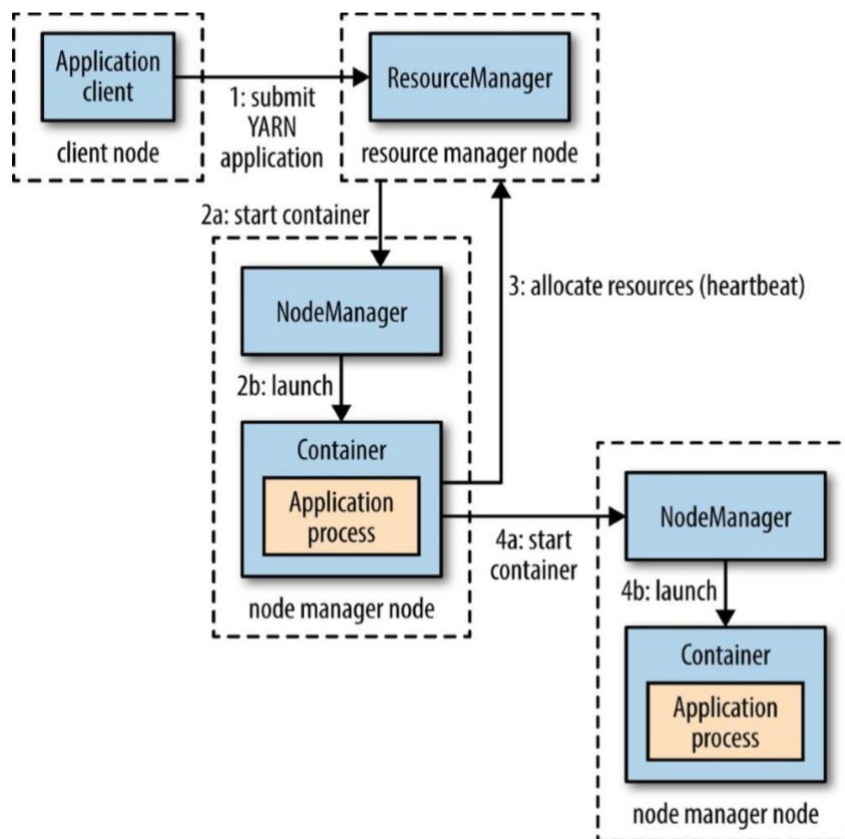 Application
client
client node
1: submit
YARN
application
ResourceManager
resource manager node
2a: start container
NodeManager
2b: launch
Container
Application
process
node manager node
3: allocate resources (heartbeat)
4a: start
container
NodeManager
4b: launch
Container
Application
process
node manager node